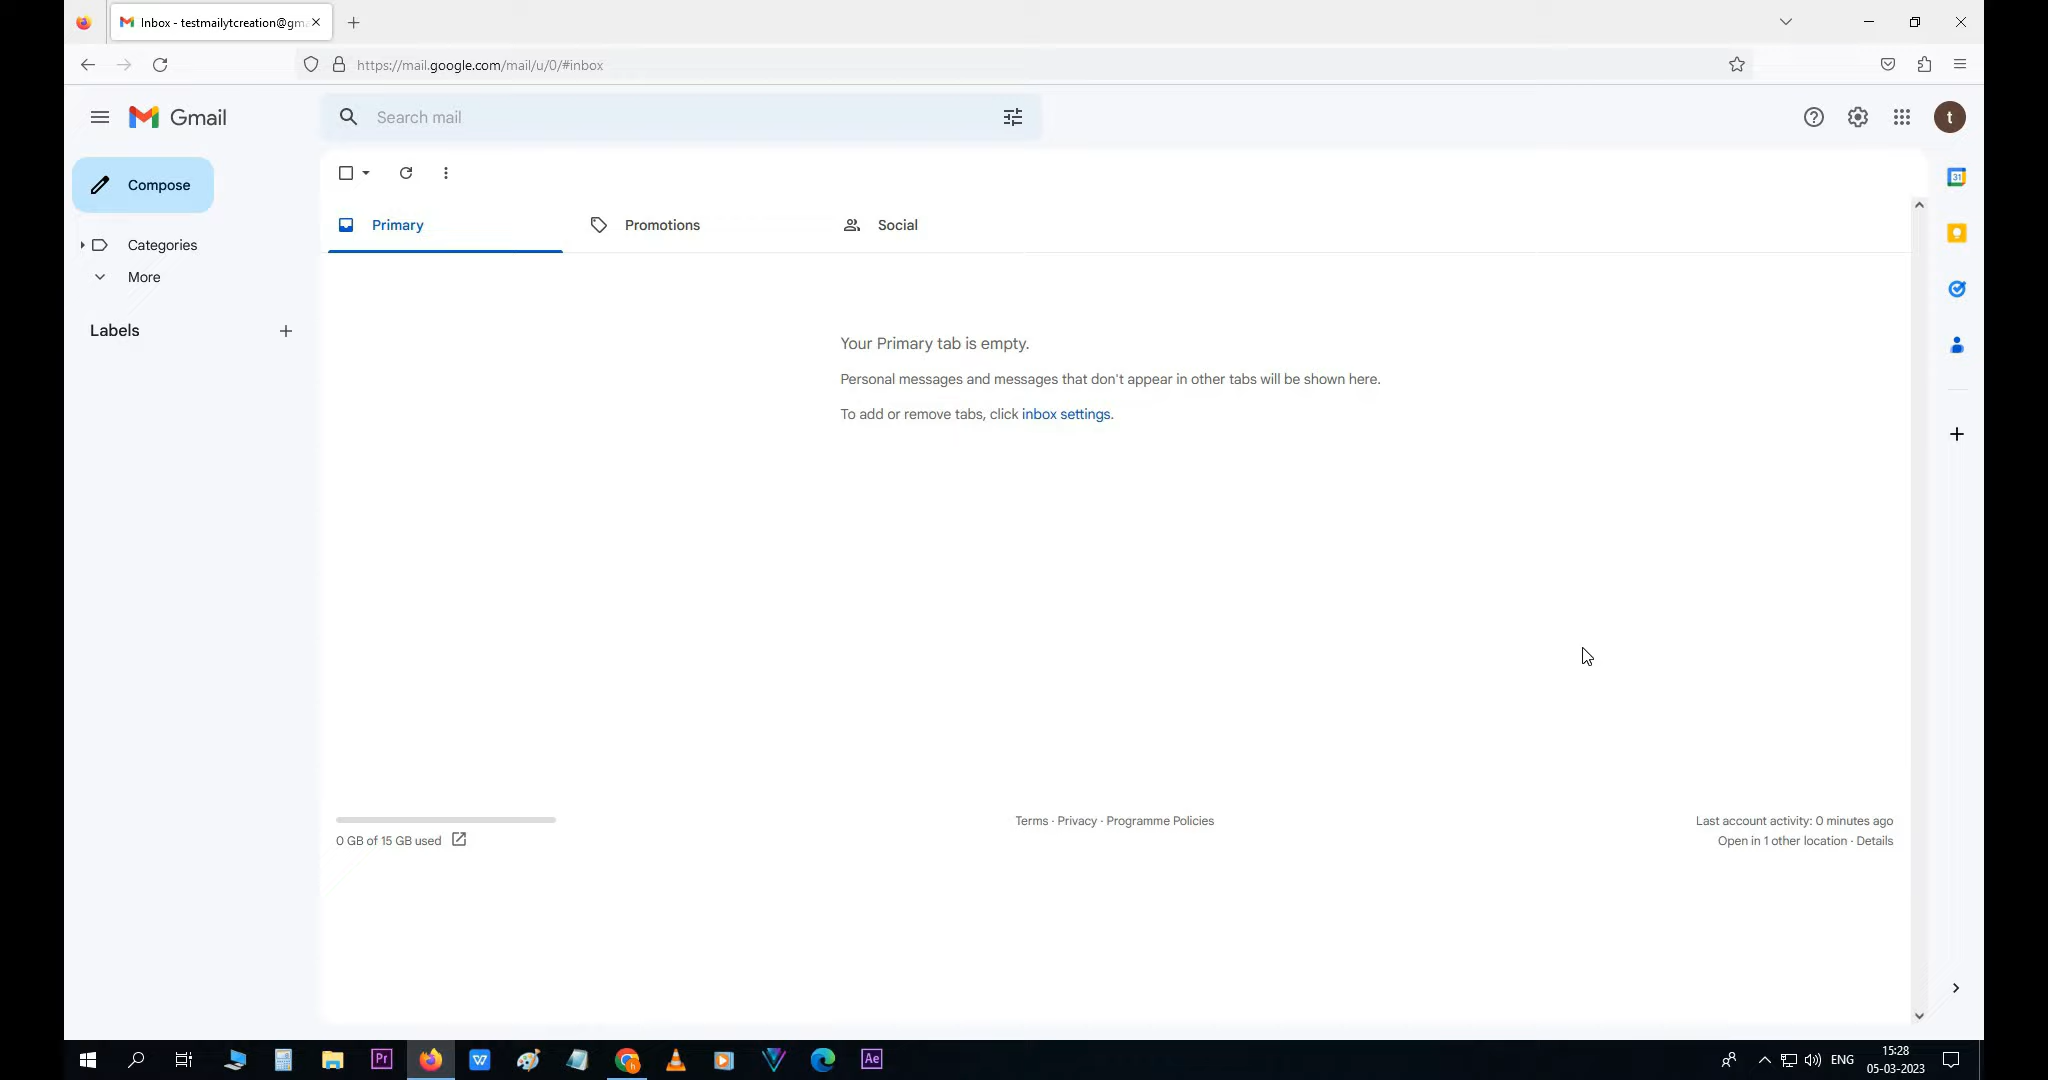 Inbox - testmailytcreation@gm
https://mail.google.com/mail/u/0/#inbox
Gmail
Search mail
t
Compose
31
Primary
Promotions
Social
Categories
More
Labels
Your Primary tab is empty.
Personal messages and messages that don't appear in other tabs will be shown here.
To add or remove tabs, click inbox settings.
Terms · Privacy · Programme Policies
Last account activity: 0 minutes ago
0 GB of 15 GB used
Open in 1 other location · Details
Pr
W
h
Ae
ENG
15:28
05-03-2023